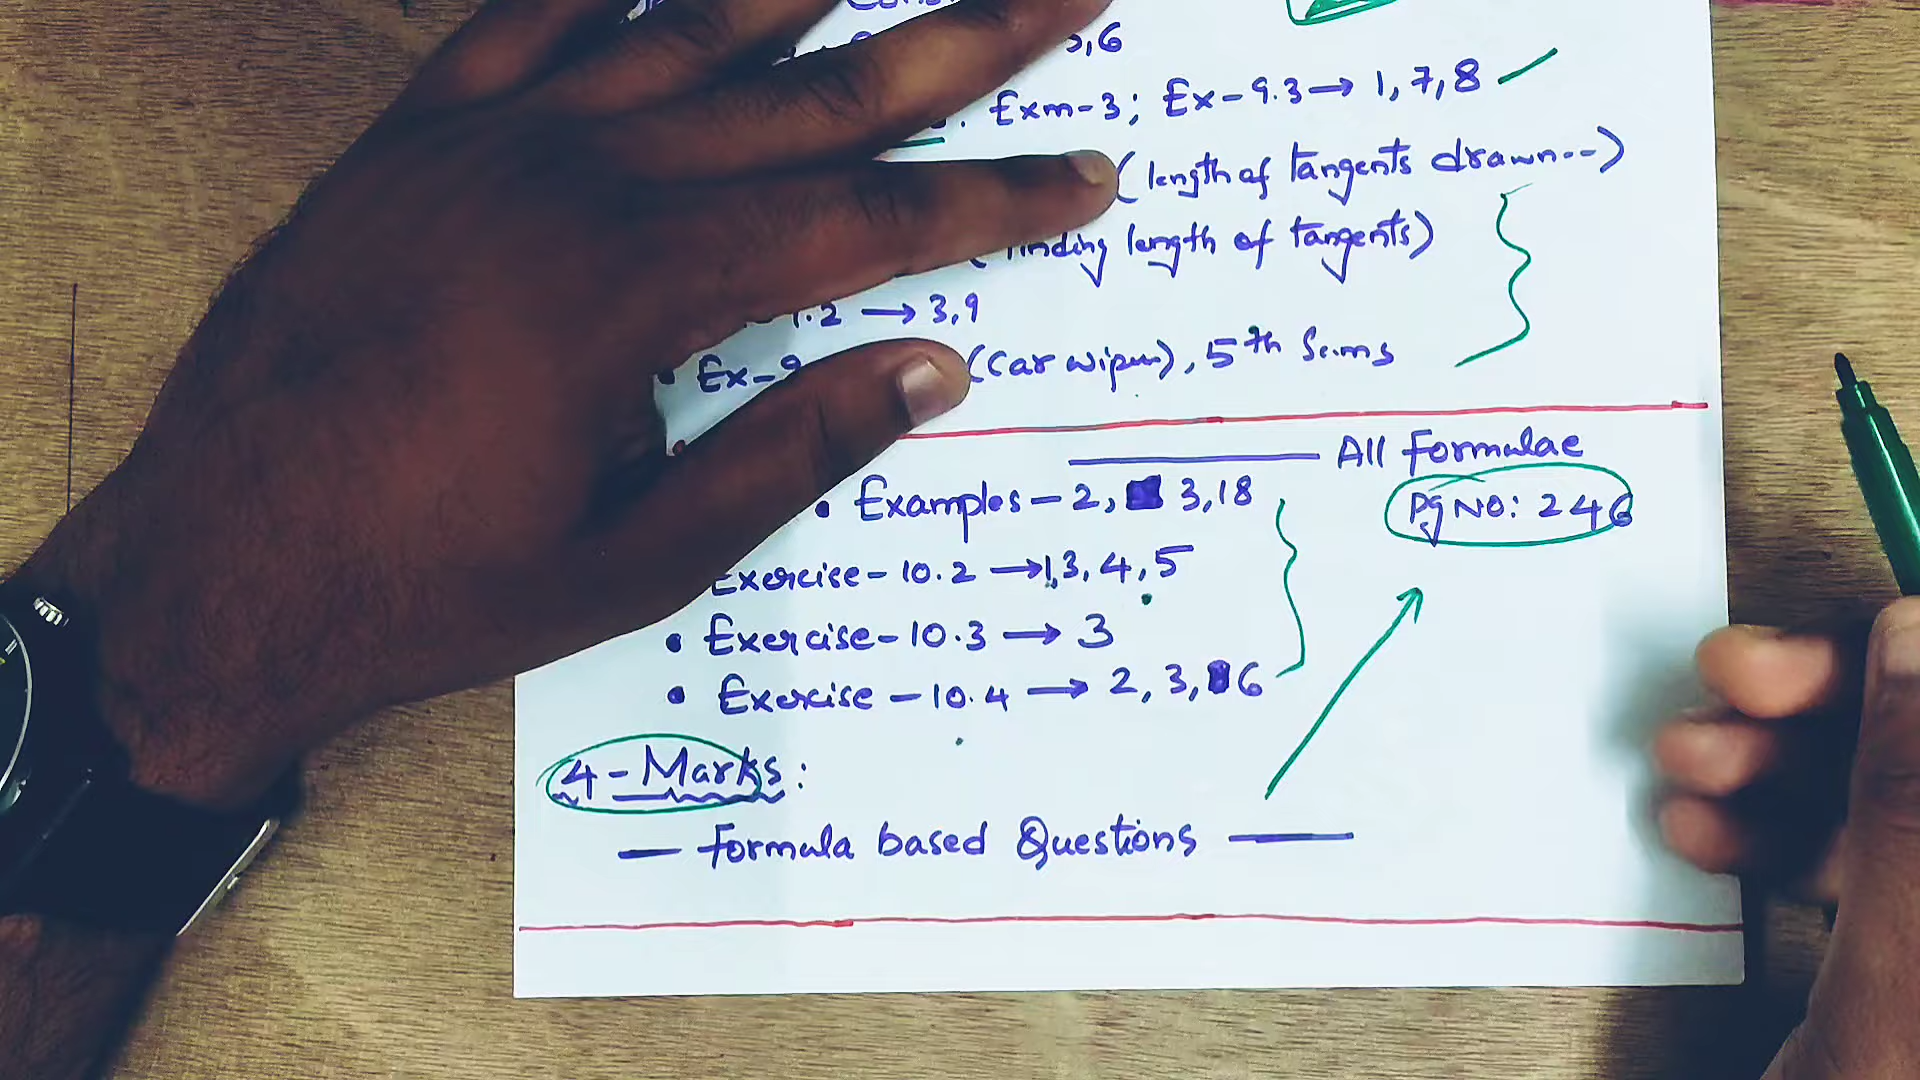 ,6
Exm-3; Ex-9.3→ 1,7,8
(length of tangents drawn--)
length of tangents)
.2 → 3,9
• Ex-9 (car wiper), 5th Sums
All Formulae
• Examples-2, 3,18
Pg NO: 246
Exercise-10.2 →1,3,4,5
• Exercise-10.3 → 3
• Exercise-10.4 → 2, 3, 6
4-Marks:
— Formula based Questions —